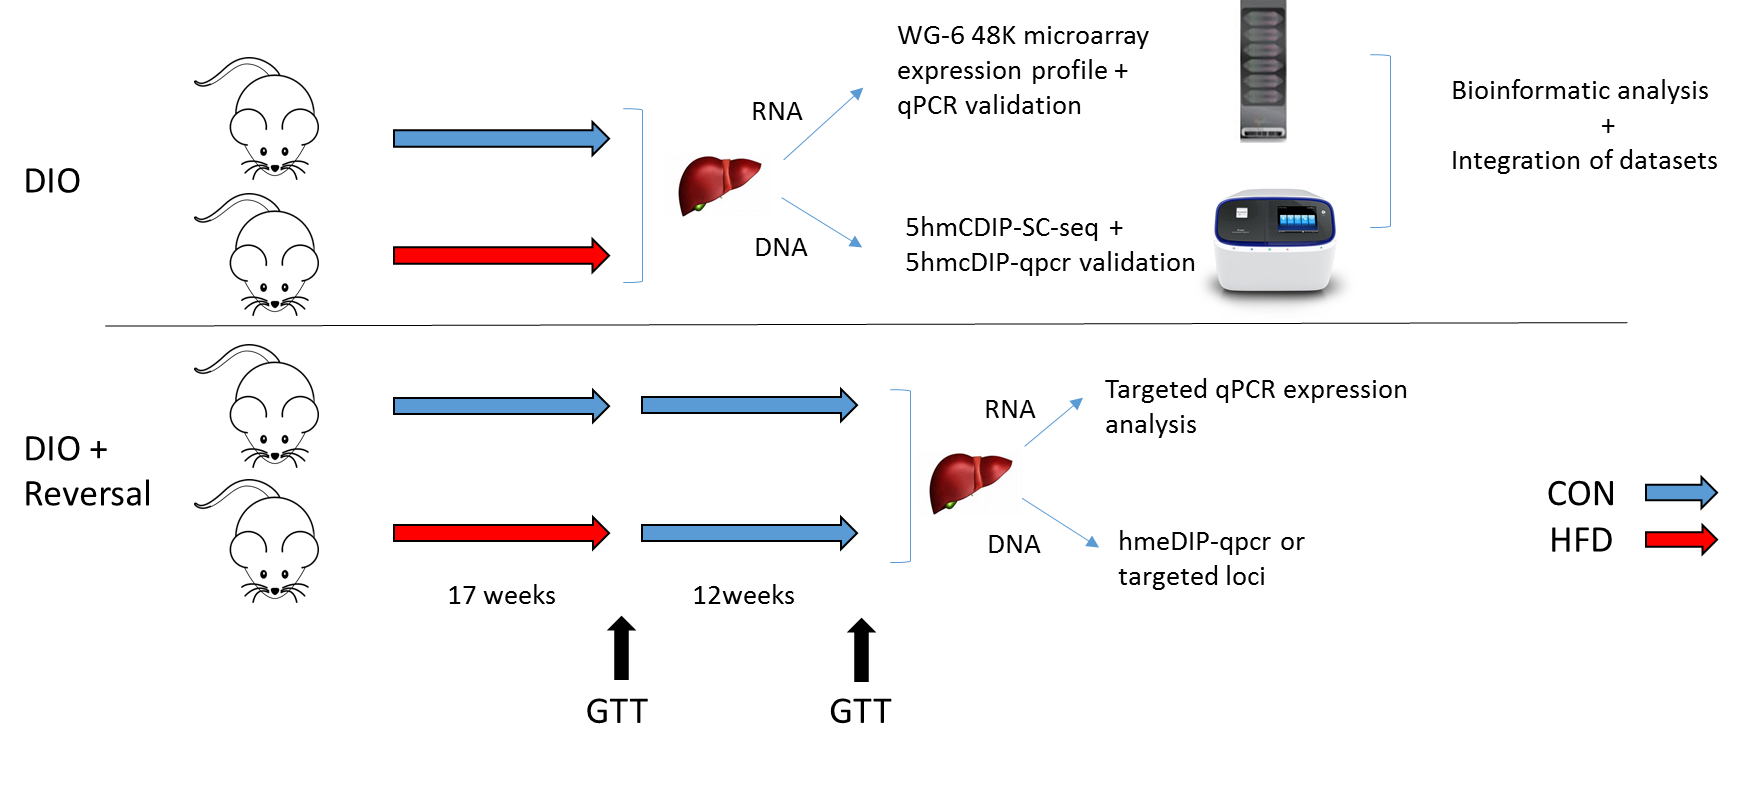 DIO
RNA
WG-6 48K microarray
expression profile +
qPCR validation
DNA
5hmCDIP-SC-seq +
5hmcDIP-qpcr validation
Bioinformatic analysis
+
Integration of datasets
DIO +
Reversal
RNA
Targeted qPCR expression
analysis
DNA
hmeDIP-qpcr or
targeted loci
CON
HFD
17 weeks
12weeks
GTT
GTT